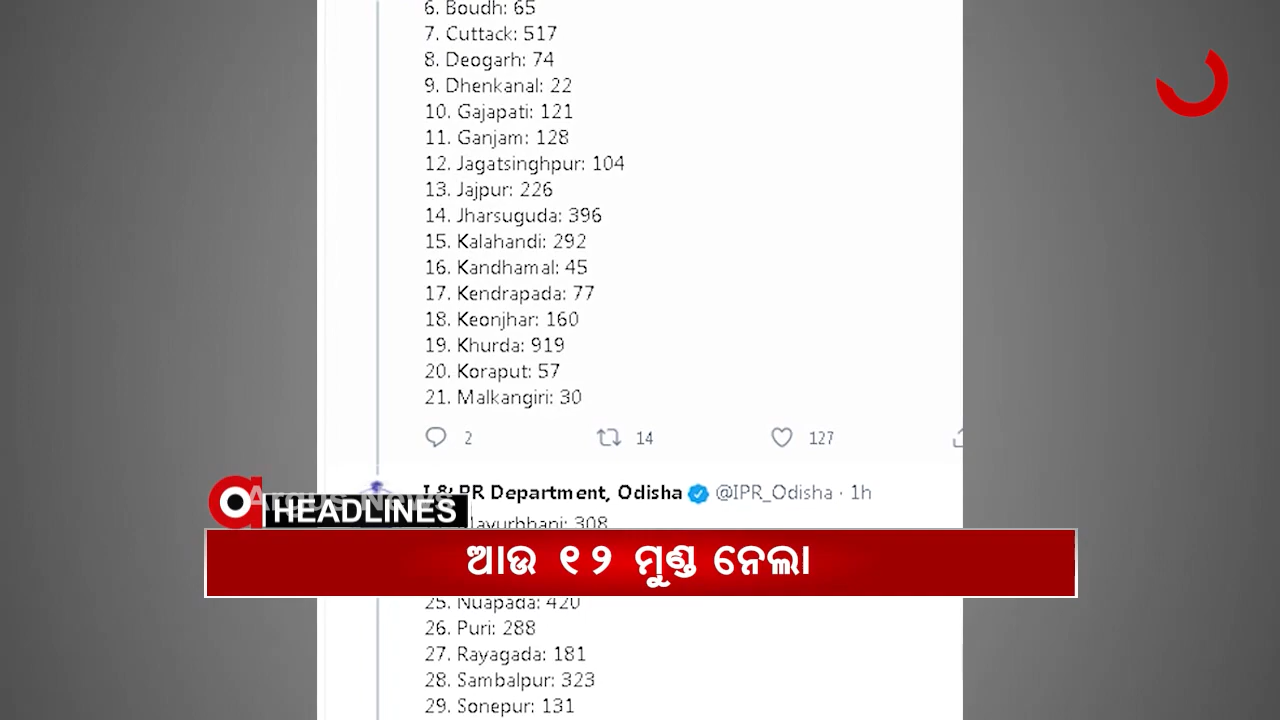 6. Boudh: 65
7. Cuttack: 517
8. Deogarh: 74
9. Dhenkanal: 22
10. Gajapati: 121
11. Ganjam: 128
12. Jagatsinghpur: 104
13. Jajpur: 226
14. Jharsuguda: 396
15. Kalahandi: 292
16. Kandhamal: 45
17. Kendrapada: 77
18. Keonjhar: 160
19. Khurda: 919
20. Koraput: 57
21. Malkangiri: 30
2 14 127
I & PR Department, Odisha @IPR_Odisha · 1h
Argus News
HEADLINES
308
ଆଉ ୧୨ ମୁଣ୍ଡ ନେଲା
25. Nuapada: 420
26. Puri: 288
27. Rayagada: 181
28. Sambalpur: 323
29. Sonepur: 131